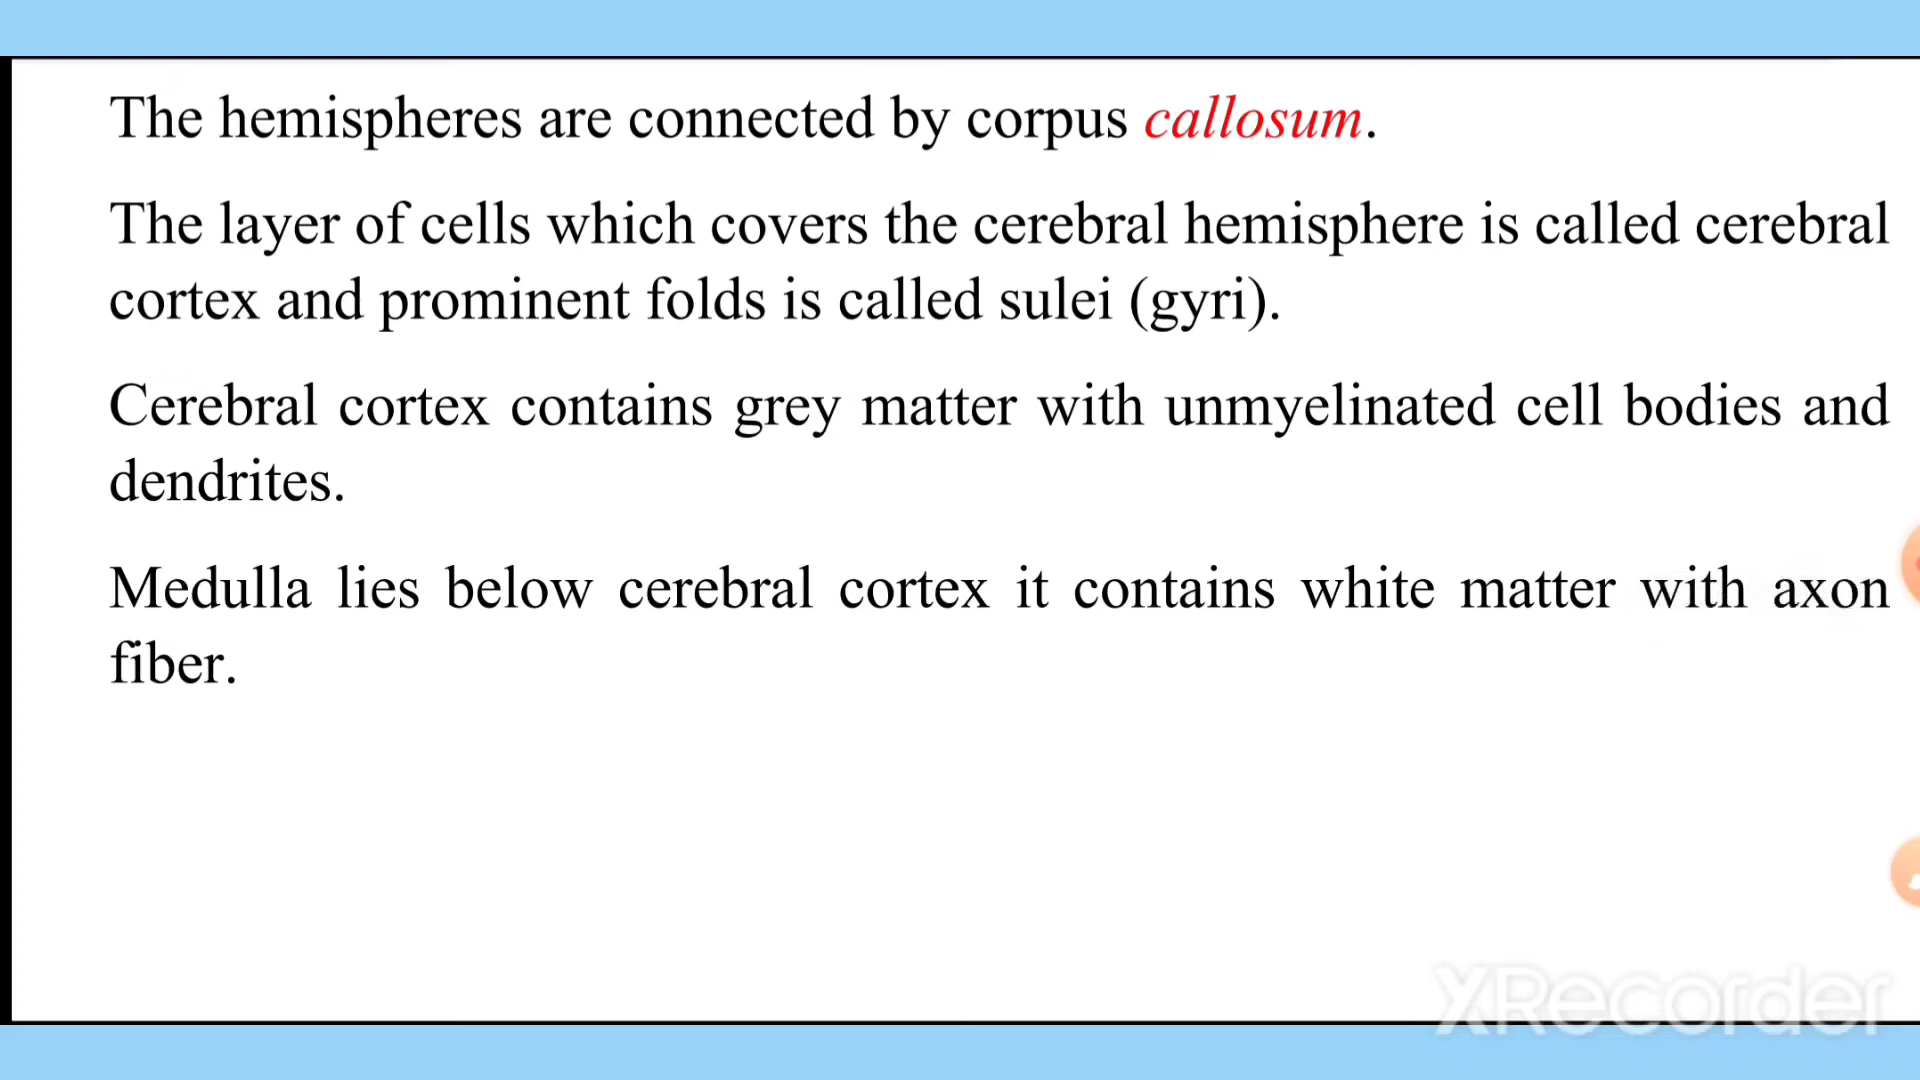 The hemispheres are connected by corpus callosum.
The layer of cells which covers the cerebral hemisphere is called cerebral
cortex and prominent folds is called sulei (gyri).
Cerebral cortex contains grey matter with unmyelinated cell bodies and
dendrites.
Medulla lies below cerebral cortex it contains white matter with axon
fiber.
XRecorder